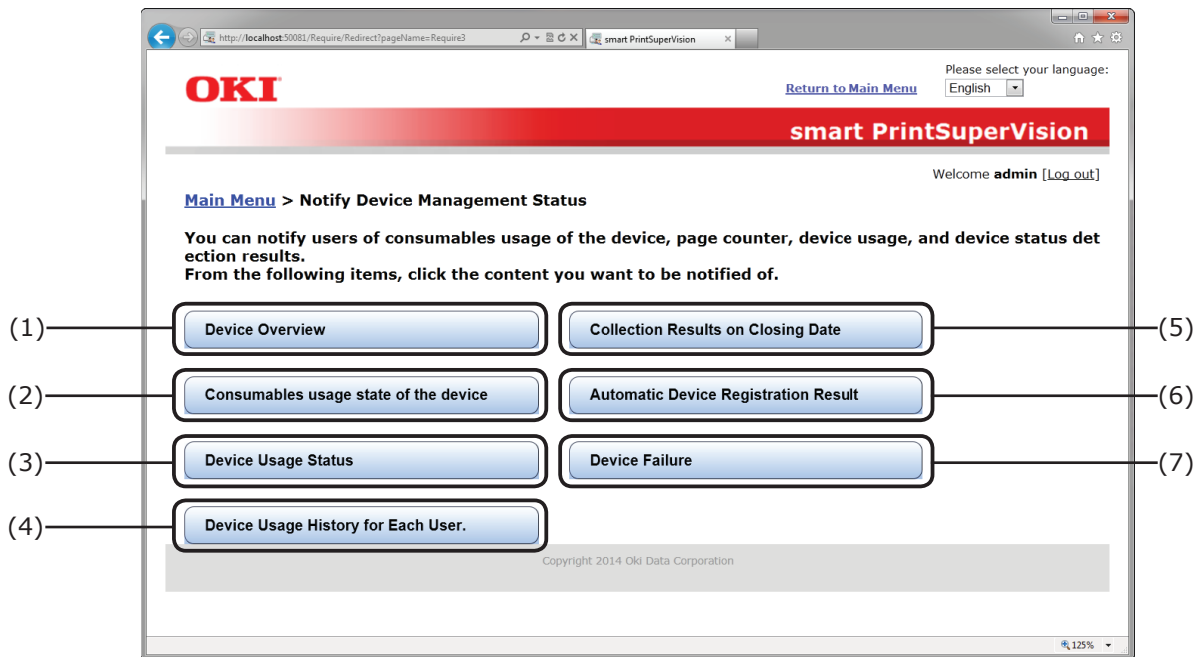 http://localhost:50081/Require/Redirect?pageName=Require3
smart PrintSuperVision
OKI
Return to Main Menu
Please select your language:
English
smart PrintSuperVision
Welcome admin [Log out]
Main Menu > Notify Device Management Status
You can notify users of consumables usage of the device, page counter, device usage, and device status det
ection results.
From the following items, click the content you want to be notified of.
(1) Device Overview
Collection Results on Closing Date (5)
(2) Consumables usage state of the device
Automatic Device Registration Result (6)
(3) Device Usage Status
Device Failure (7)
(4) Device Usage History for Each User.
Copyright 2014 Oki Data Corporation
125%